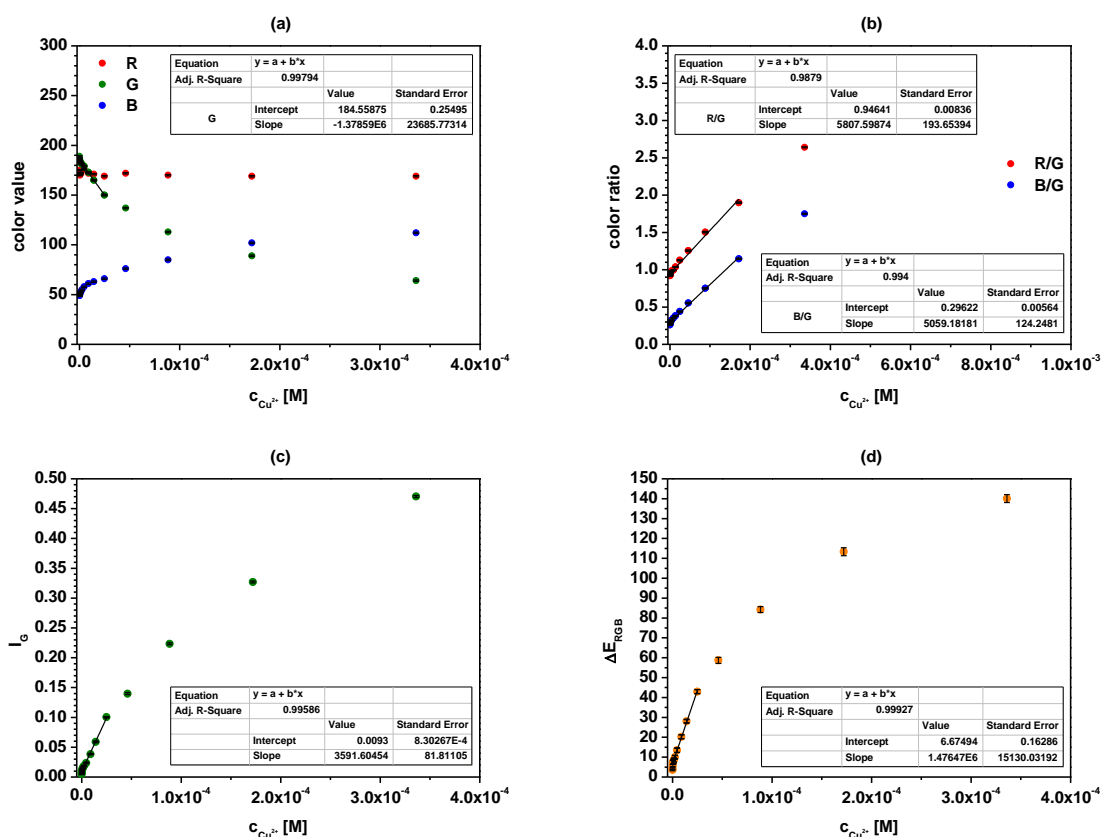 (a)
300
250
200
150
100
50
0
color value
R
G
B
Equation y = a + b*x
Adj. R-Square 0.99794
Value Standard Error
G Intercept 184.55875 0.25495
Slope -1.37859E6 23685.77314
0.0 1.0x10⁻⁴ 2.0x10⁻⁴ 3.0x10⁻⁴ 4.0x10⁻⁴
c_Cu²⁺ [M]
(b)
4.0
3.5
3.0
2.5
2.0
1.5
1.0
0.5
0.0
color ratio
Equation y = a + b*x
Adj. R-Square 0.9879
Value Standard Error
R/G Intercept 0.94641 0.00836
Slope 5807.59874 193.65394
R/G
B/G
Equation y = a + b*x
Adj. R-Square 0.994
Value Standard Error
B/G Intercept 0.29622 0.00564
Slope 5059.18181 124.2481
0.0 2.0x10⁻⁴ 4.0x10⁻⁴ 6.0x10⁻⁴ 8.0x10⁻⁴ 1.0x10⁻³
c_Cu²⁺ [M]
(c)
0.50
0.45
0.40
0.35
0.30
0.25
0.20
0.15
0.10
0.05
0.00
I_G
Equation y = a + b*x
Adj. R-Square 0.99586
Value Standard Error
Intercept 0.0093 8.30267E-4
Slope 3591.60454 81.81105
0.0 1.0x10⁻⁴ 2.0x10⁻⁴ 3.0x10⁻⁴ 4.0x10⁻⁴
c_Cu²⁺ [M]
(d)
150
140
130
120
110
100
90
80
70
60
50
40
30
20
10
0
ΔE_RGB
Equation y = a + b*x
Adj. R-Square 0.99927
Value Standard Error
Intercept 6.67494 0.16286
Slope 1.47647E6 15130.03192
0.0 1.0x10⁻⁴ 2.0x10⁻⁴ 3.0x10⁻⁴ 4.0x10⁻⁴
c_Cu²⁺ [M]